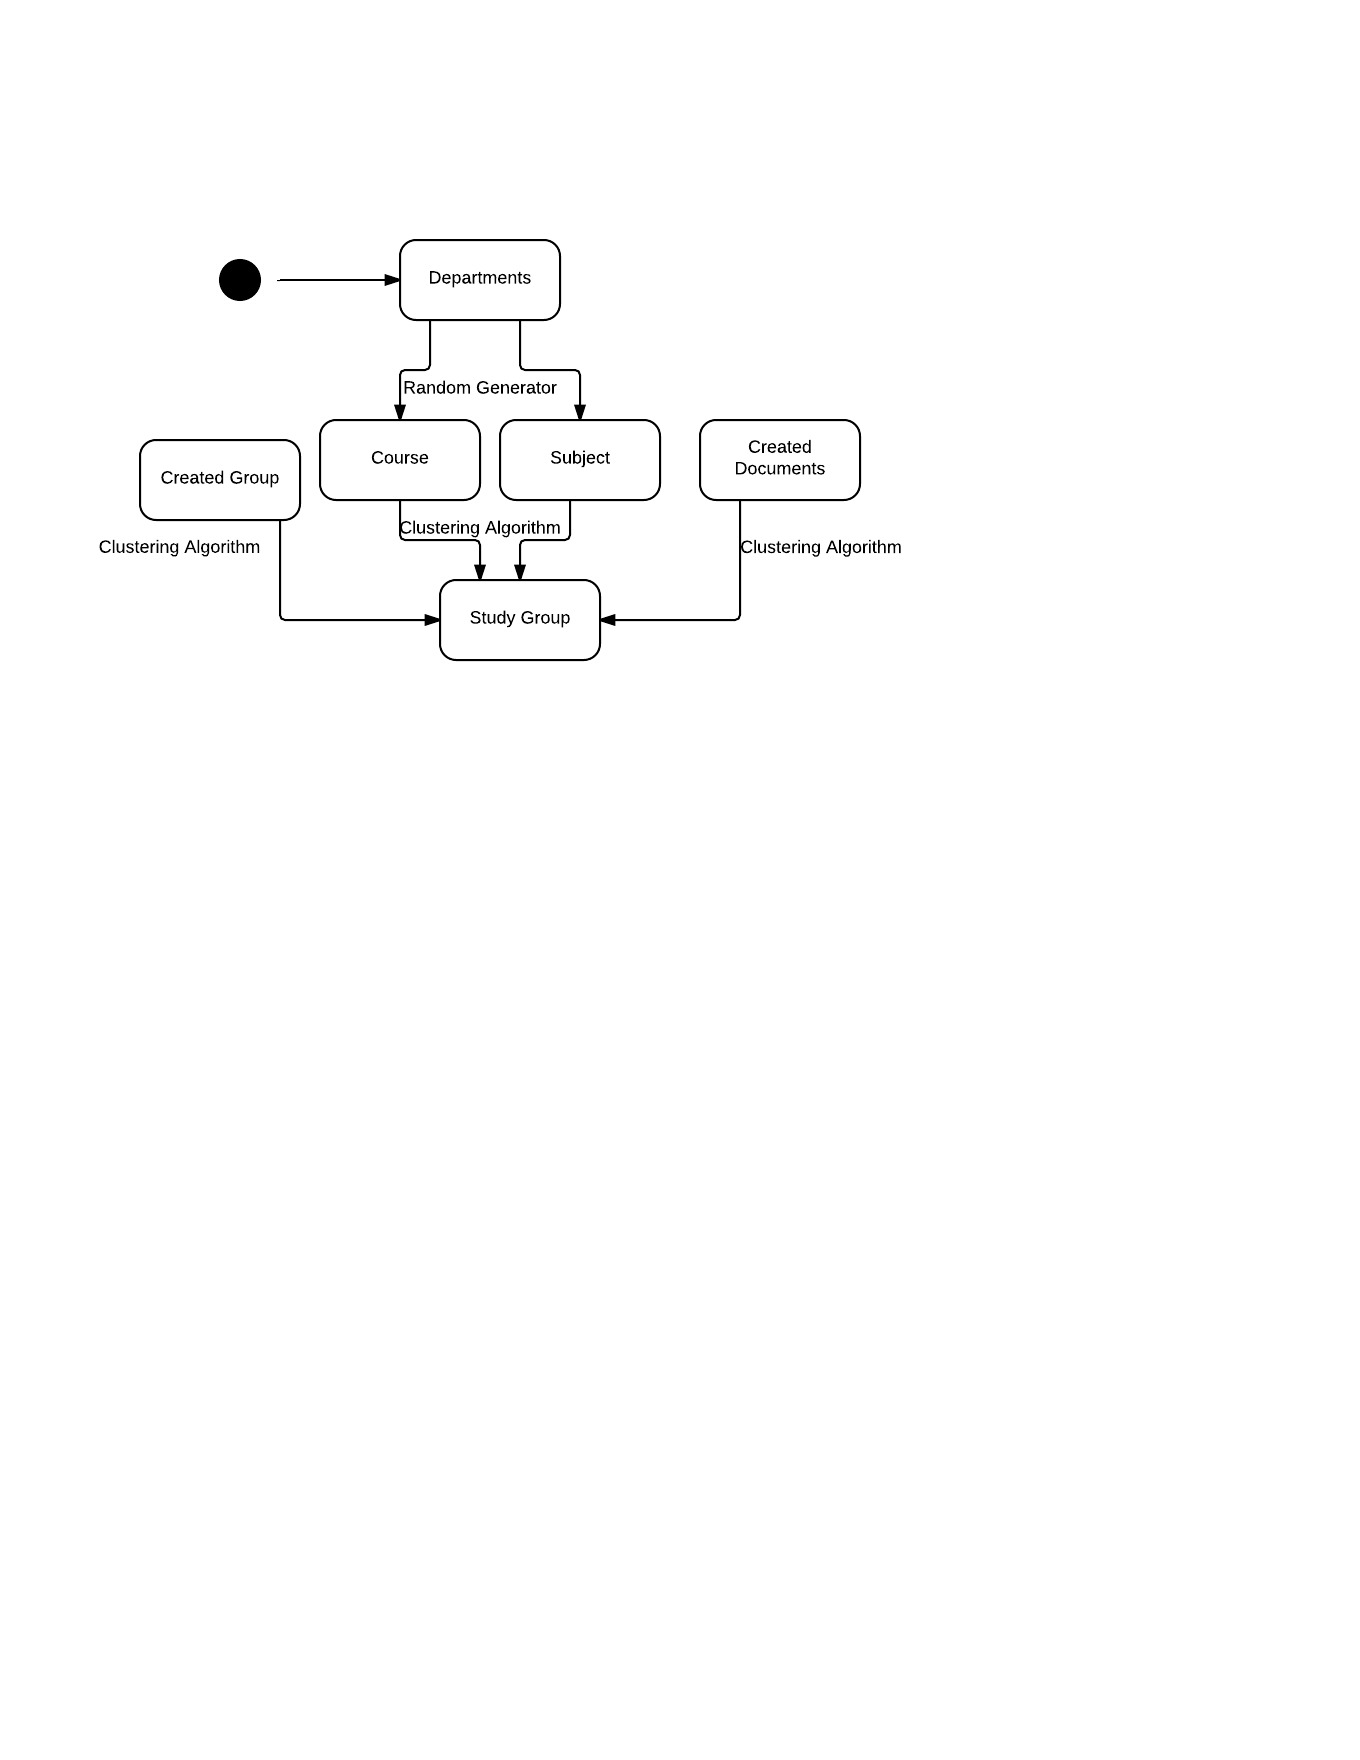 Departments
Random Generator
Course
Subject
Created
Documents
Created Group
Clustering Algorithm
Clustering Algorithm
Clustering Algorithm
Study Group